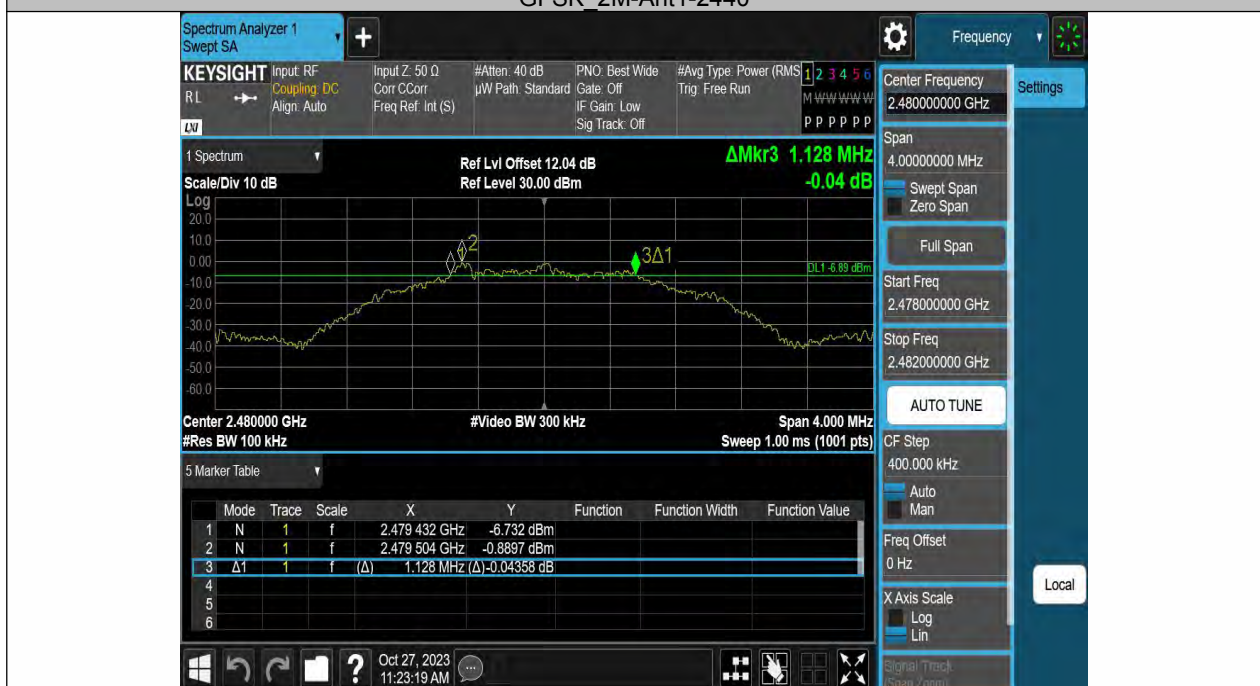 GFSK_2M-Ant1-2440
Spectrum Analyzer 1
Swept SA
Frequency
KEYSIGHT
RL
LXI
Input: RF
Coupling: DC
Align: Auto
Input Z: 50 Ω
Corr CCorr
Freq Ref: Int (S)
#Atten: 40 dB
µW Path: Standard
PNO: Best Wide
Gate: Off
IF Gain: Low
Sig Track: Off
#Avg Type: Power (RMS
Trig: Free Run
1 2 3 4 5 6
M W W W W W
P P P P P P
1 Spectrum
Scale/Div 10 dB
Ref Lvl Offset 12.04 dB
Ref Level 30.00 dBm
ΔMkr3 1.128 MHz
-0.04 dB
Log
20.0
10.0
0.00
-10.0
-20.0
-30.0
-40.0
-50.0
-60.0
2
3Δ1
DL1 -6.89 dBm
Center 2.480000 GHz
#Video BW 300 kHz
Span 4.000 MHz
#Res BW 100 kHz
Sweep 1.00 ms (1001 pts)
5 Marker Table
Mode Trace Scale X Y Function Function Width Function Value
1 N 1 f 2.479 432 GHz -6.732 dBm
2 N 1 f 2.479 504 GHz -0.8897 dBm
3 Δ1 1 f (Δ) 1.128 MHz (Δ)-0.04358 dB
4
5
6
?
Oct 27, 2023
11:23:19 AM
Center Frequency
2.480000000 GHz
Settings
Span
4.00000000 MHz
Swept Span
Zero Span
Full Span
Start Freq
2.478000000 GHz
Stop Freq
2.482000000 GHz
AUTO TUNE
CF Step
400.000 kHz
Auto
Man
Freq Offset
0 Hz
X Axis Scale
Log
Lin
Local
Signal Track
(Span Zoom)